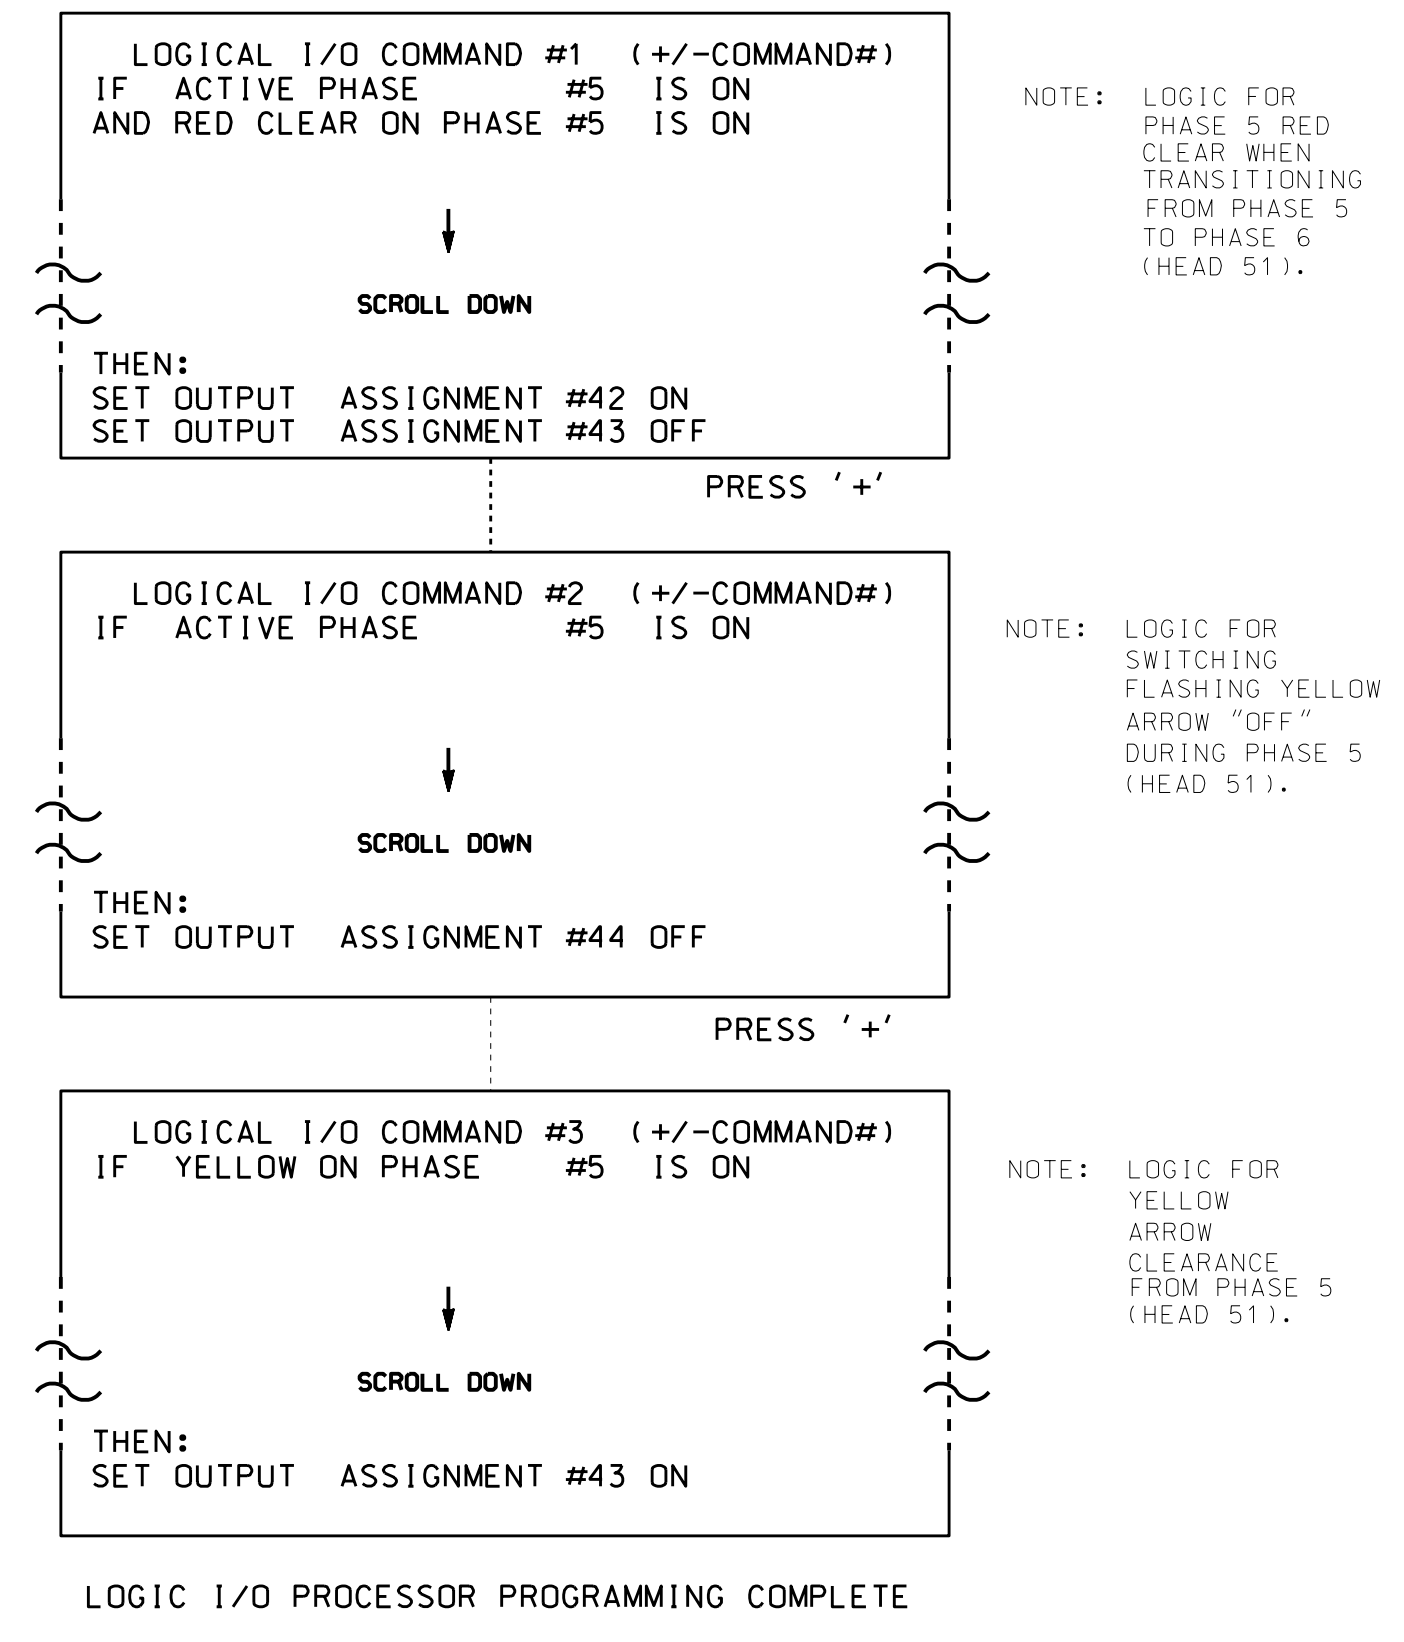 LOGICAL I/O COMMAND #1 (+/-COMMAND#)
IF ACTIVE PHASE #5 IS ON
AND RED CLEAR ON PHASE #5 IS ON
SCROLL DOWN
THEN:
SET OUTPUT ASSIGNMENT #42 ON
SET OUTPUT ASSIGNMENT #43 OFF
NOTE: LOGIC FOR
PHASE 5 RED
CLEAR WHEN
TRANSITIONING
FROM PHASE 5
TO PHASE 6
(HEAD 51).
PRESS '+'
LOGICAL I/O COMMAND #2 (+/-COMMAND#)
IF ACTIVE PHASE #5 IS ON
SCROLL DOWN
THEN:
SET OUTPUT ASSIGNMENT #44 OFF
NOTE: LOGIC FOR
SWITCHING
FLASHING YELLOW
ARROW "OFF"
DURING PHASE 5
(HEAD 51).
PRESS '+'
LOGICAL I/O COMMAND #3 (+/-COMMAND#)
IF YELLOW ON PHASE #5 IS ON
SCROLL DOWN
THEN:
SET OUTPUT ASSIGNMENT #43 ON
NOTE: LOGIC FOR
YELLOW
ARROW
CLEARANCE
FROM PHASE 5
(HEAD 51).
LOGIC I/O PROCESSOR PROGRAMMING COMPLETE